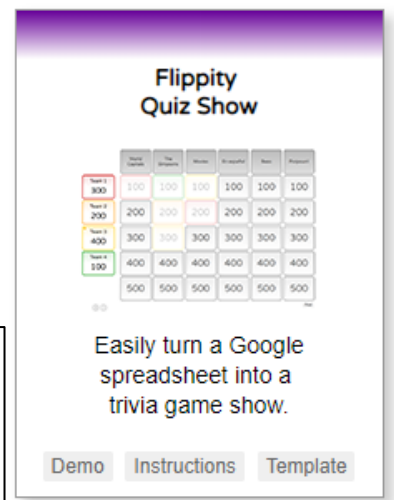 Flippity
Quiz Show
Team 1
300
100 100 100 100 100 100
Team 2
200
200 200 200 200 200 200
Team 3
400
300 300 300 300 300 300
Team 4
100
400 400 400 400 400 400
500 500 500 500 500 500
Easily turn a Google
spreadsheet into a
trivia game show.
Demo Instructions Template